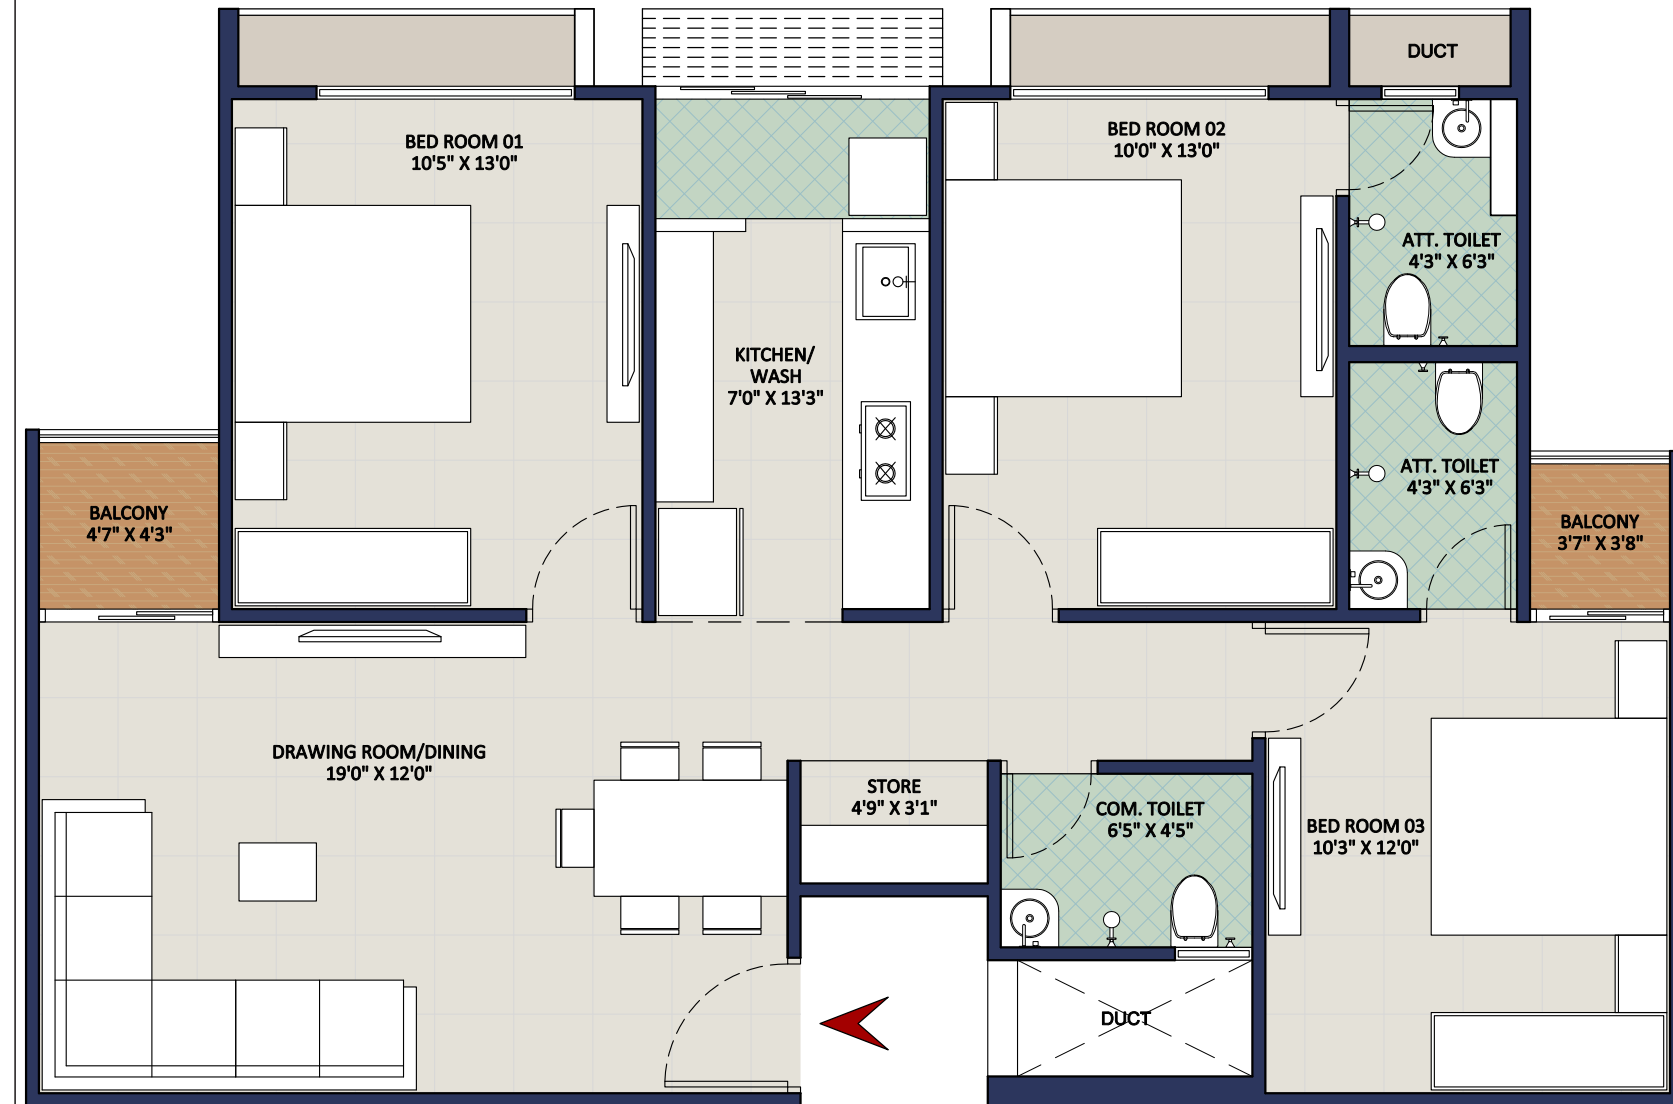 DUCT
BED ROOM 01
10'5" X 13'0"
BED ROOM 02
10'0" X 13'0"
ATT. TOILET
4'3" X 6'3"
KITCHEN/
WASH
7'0" X 13'3"
ATT. TOILET
4'3" X 6'3"
BALCONY
4'7" X 4'3"
BALCONY
3'7" X 3'8"
DRAWING ROOM/DINING
19'0" X 12'0"
STORE
4'9" X 3'1"
COM. TOILET
6'5" X 4'5"
BED ROOM 03
10'3" X 12'0"
DUCT